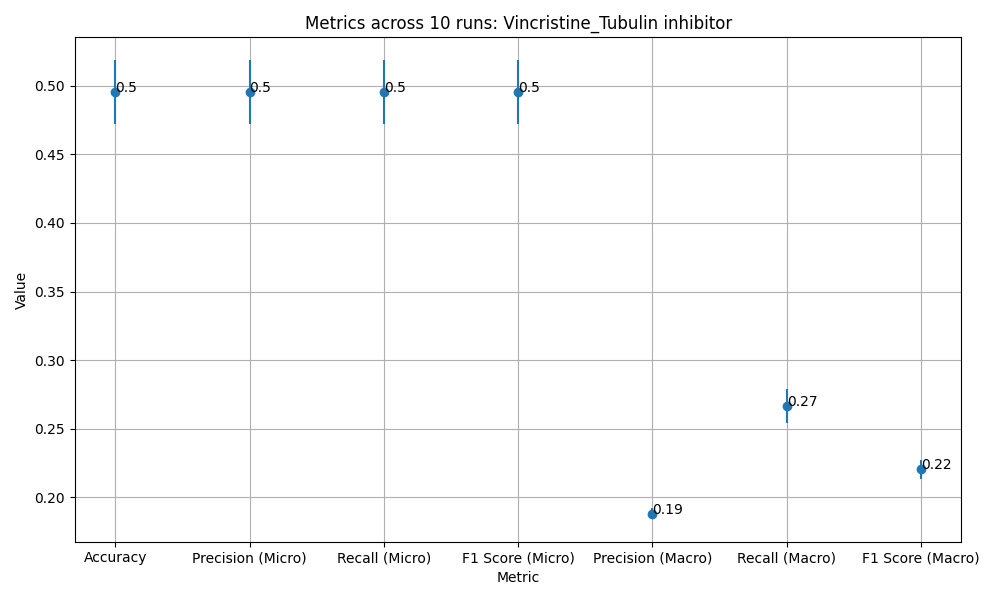 Metrics across 10 runs: Vincristine_Tubulin inhibitor
Value
0.50
0.45
0.40
0.35
0.30
0.25
0.20
0.5
0.5
0.5
0.5
0.19
0.27
0.22
Accuracy
Precision (Micro)
Recall (Micro)
F1 Score (Micro)
Precision (Macro)
Recall (Macro)
F1 Score (Macro)
Metric